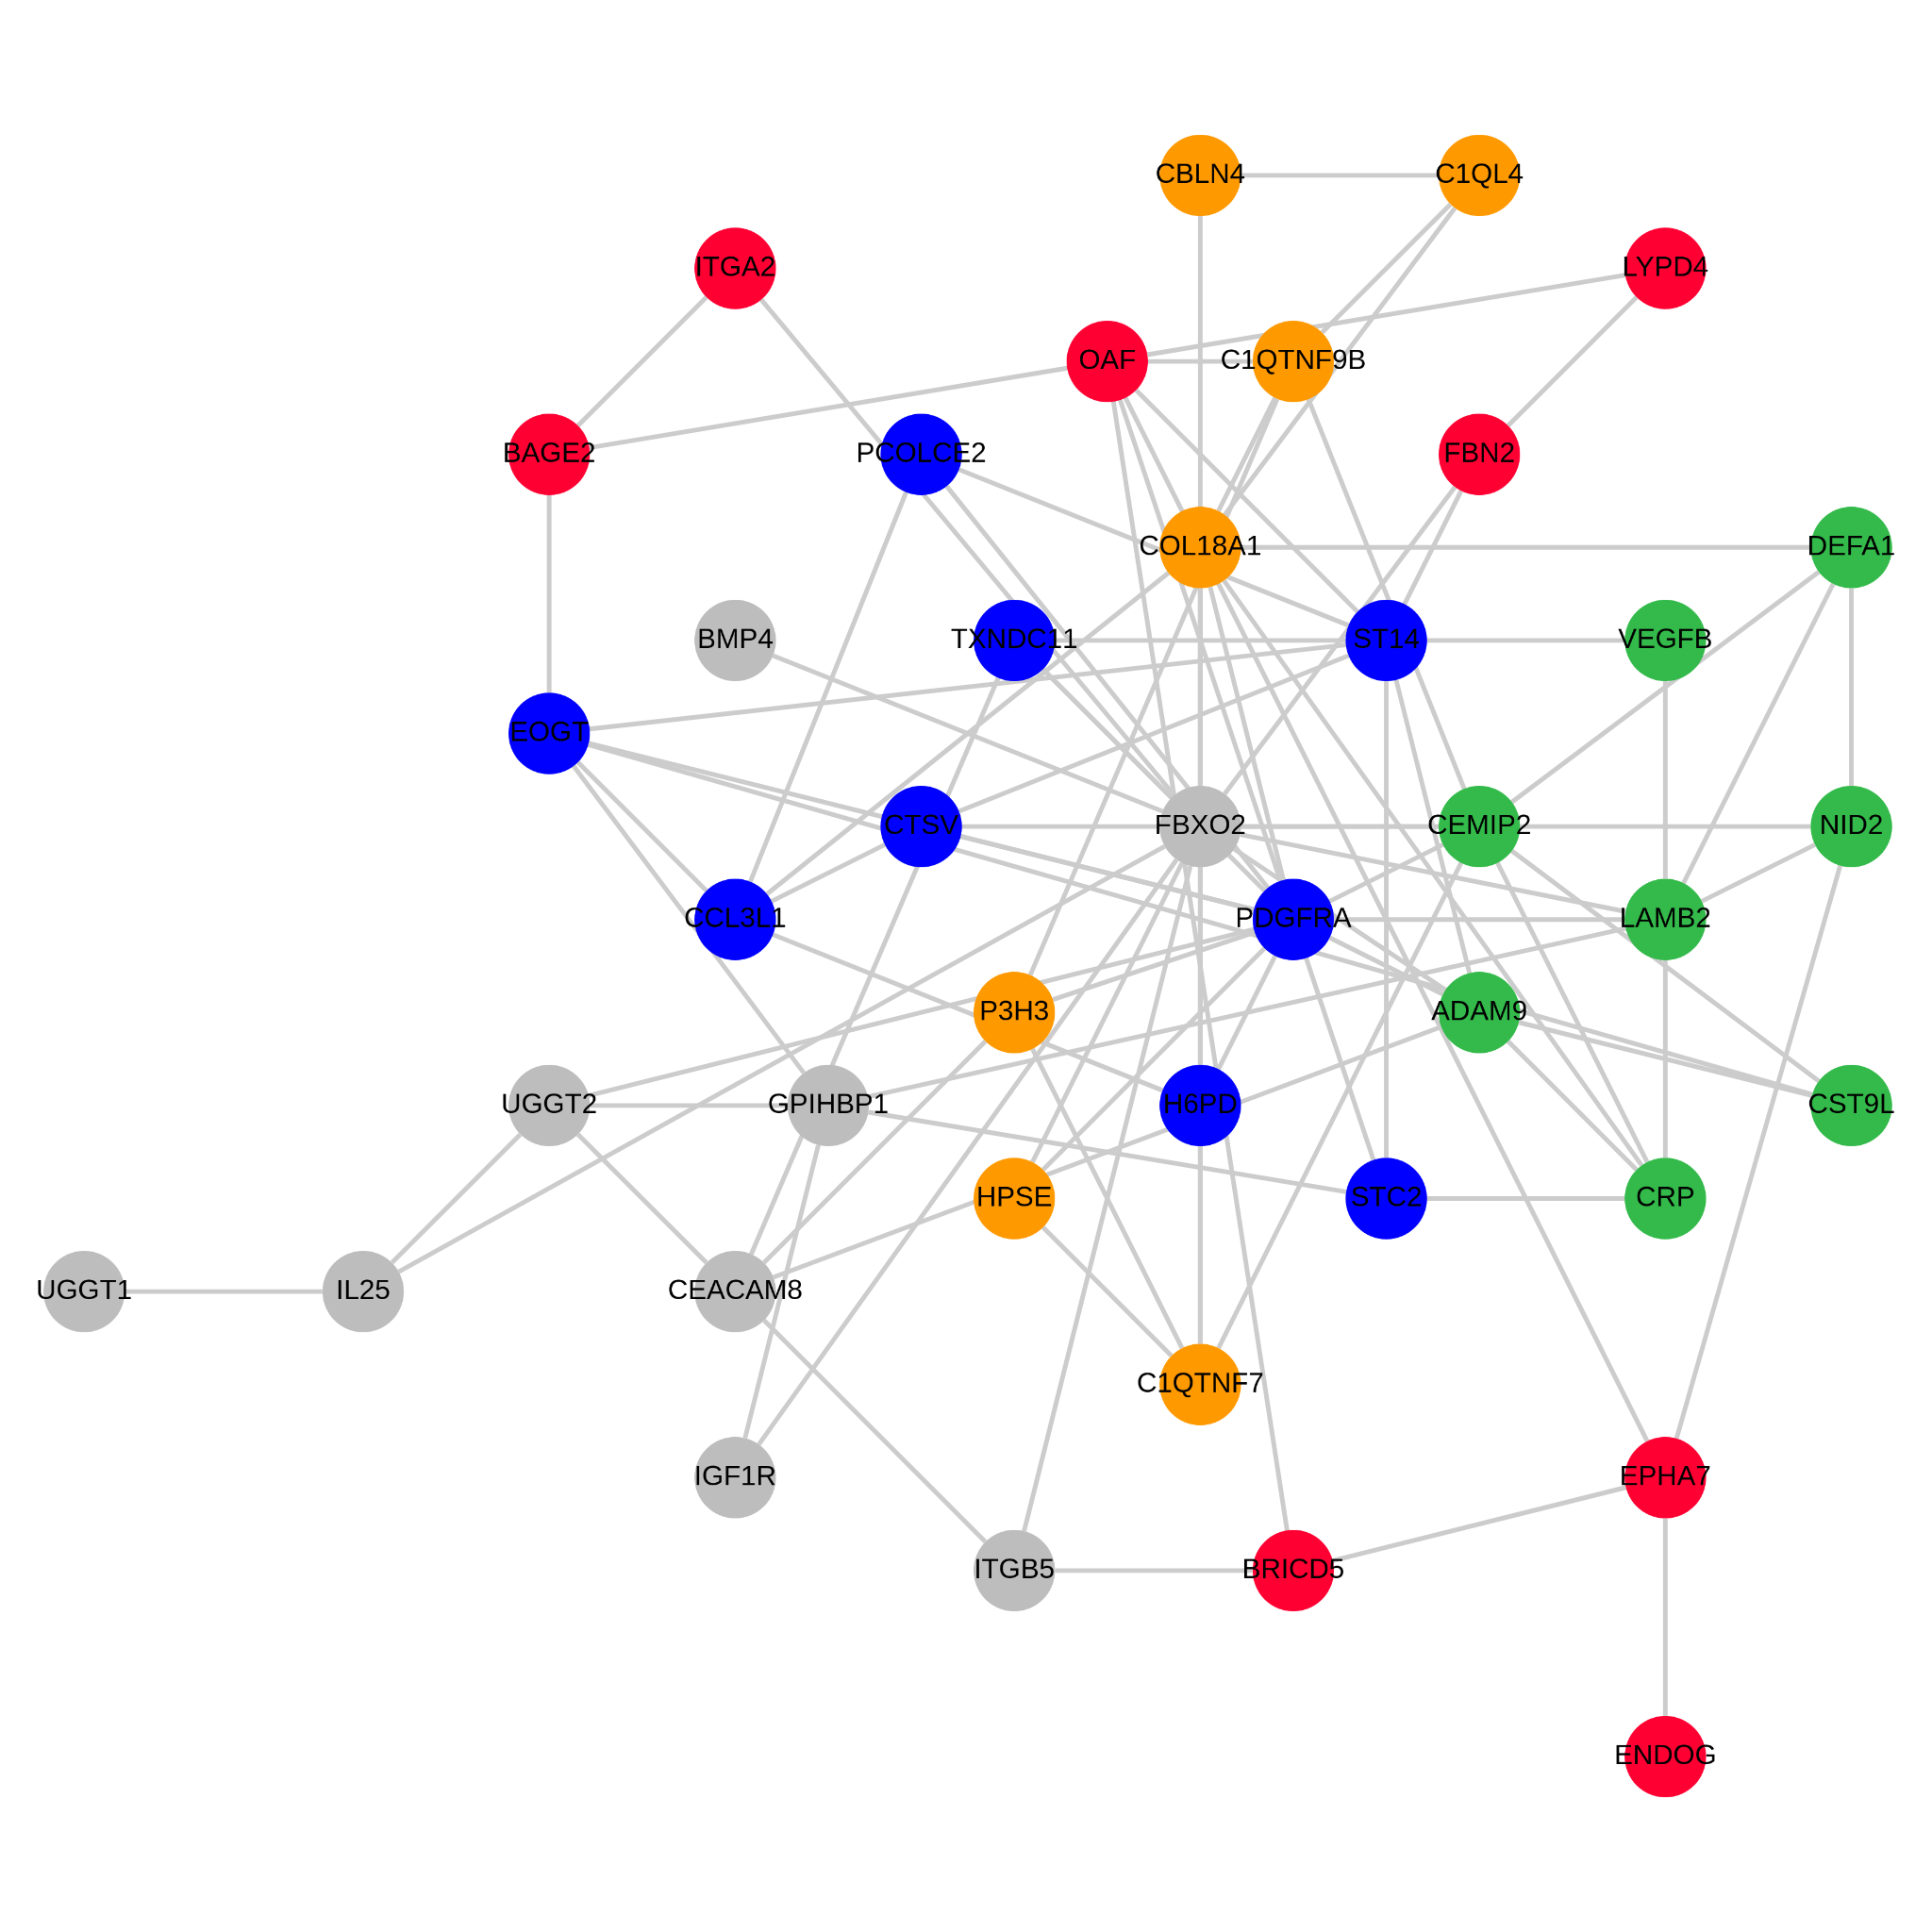 CBLN4
C1QL4
ITGA2
LYPD4
OAF
C1QTNF9B
BAGE2
PCOLCE2
FBN2
COL18A1
DEFA1
BMP4
TXNDC11
ST14
VEGFB
EOGT
CTSV
FBXO2
CEMIP2
NID2
CCL3L1
PDGFRA
LAMB2
P3H3
ADAM9
UGGT2
GPIHBP1
H6PD
CST9L
HPSE
STC2
CRP
UGGT1
IL25
CEACAM8
C1QTNF7
IGF1R
EPHA7
ITGB5
BRICD5
ENDOG